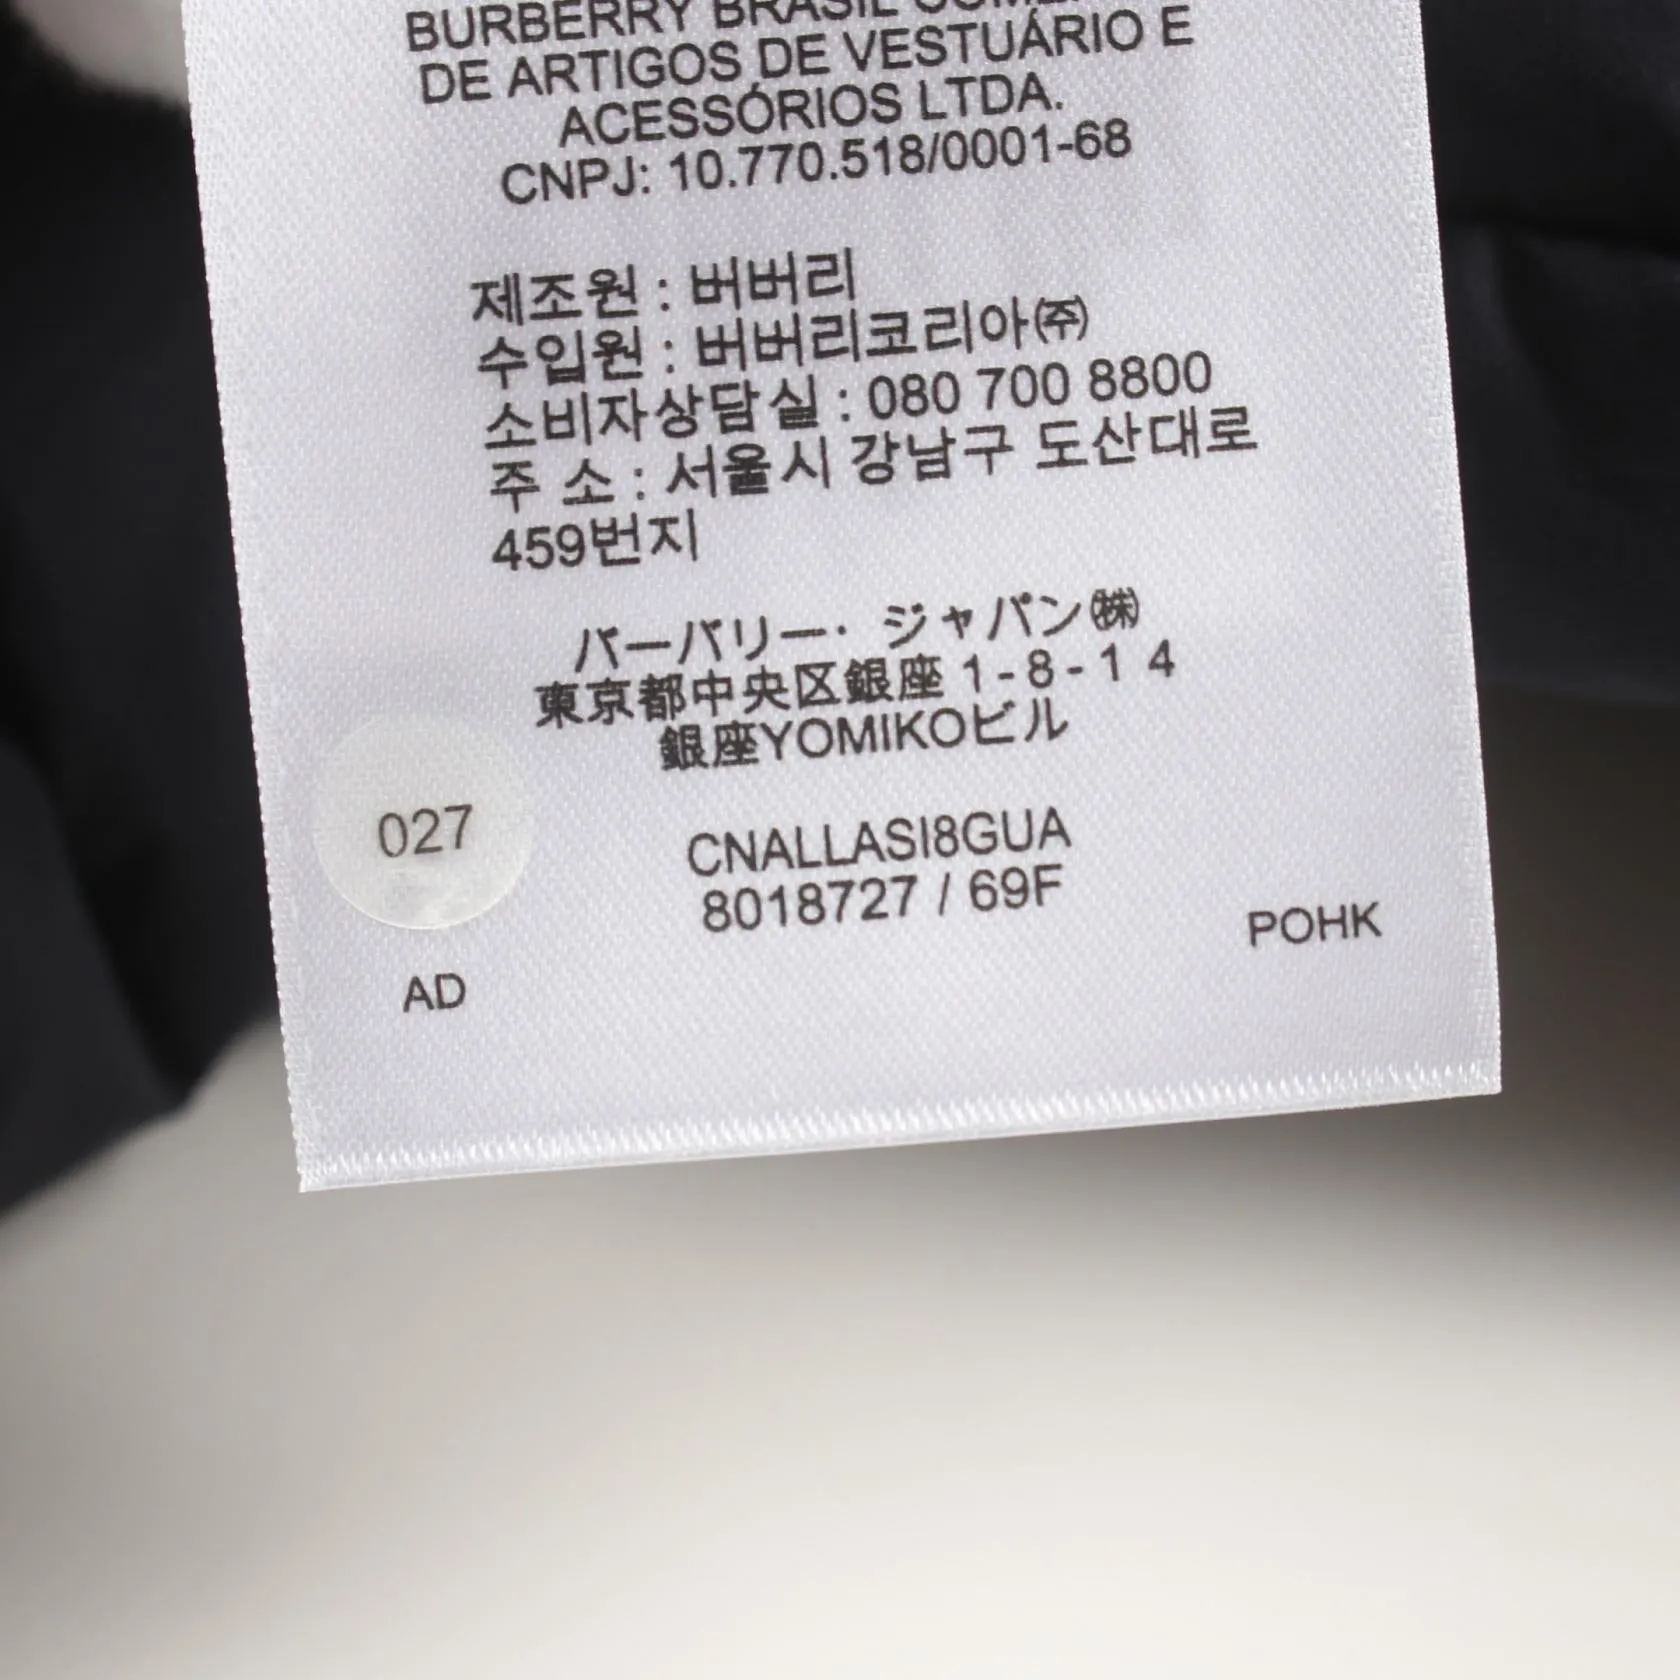 BURBERRY BRASIL
DE ARTIGOS DE VESTUÁRIO E
ACESSÓRIOS LTDA.
CNPJ: 10.770.518/0001-68
제조원 : 버버리
수입원 : 버버리코리아㈜
소비자상담실 : 080 700 8800
주 소 : 서울시 강남구 도산대로
459번지
バーバリー・ジャパン㈱
東京都中央区銀座 1-8-1 4
銀座YOMIKOビル
027
CNALLASI8GUA
8018727 / 69F
POHK
AD